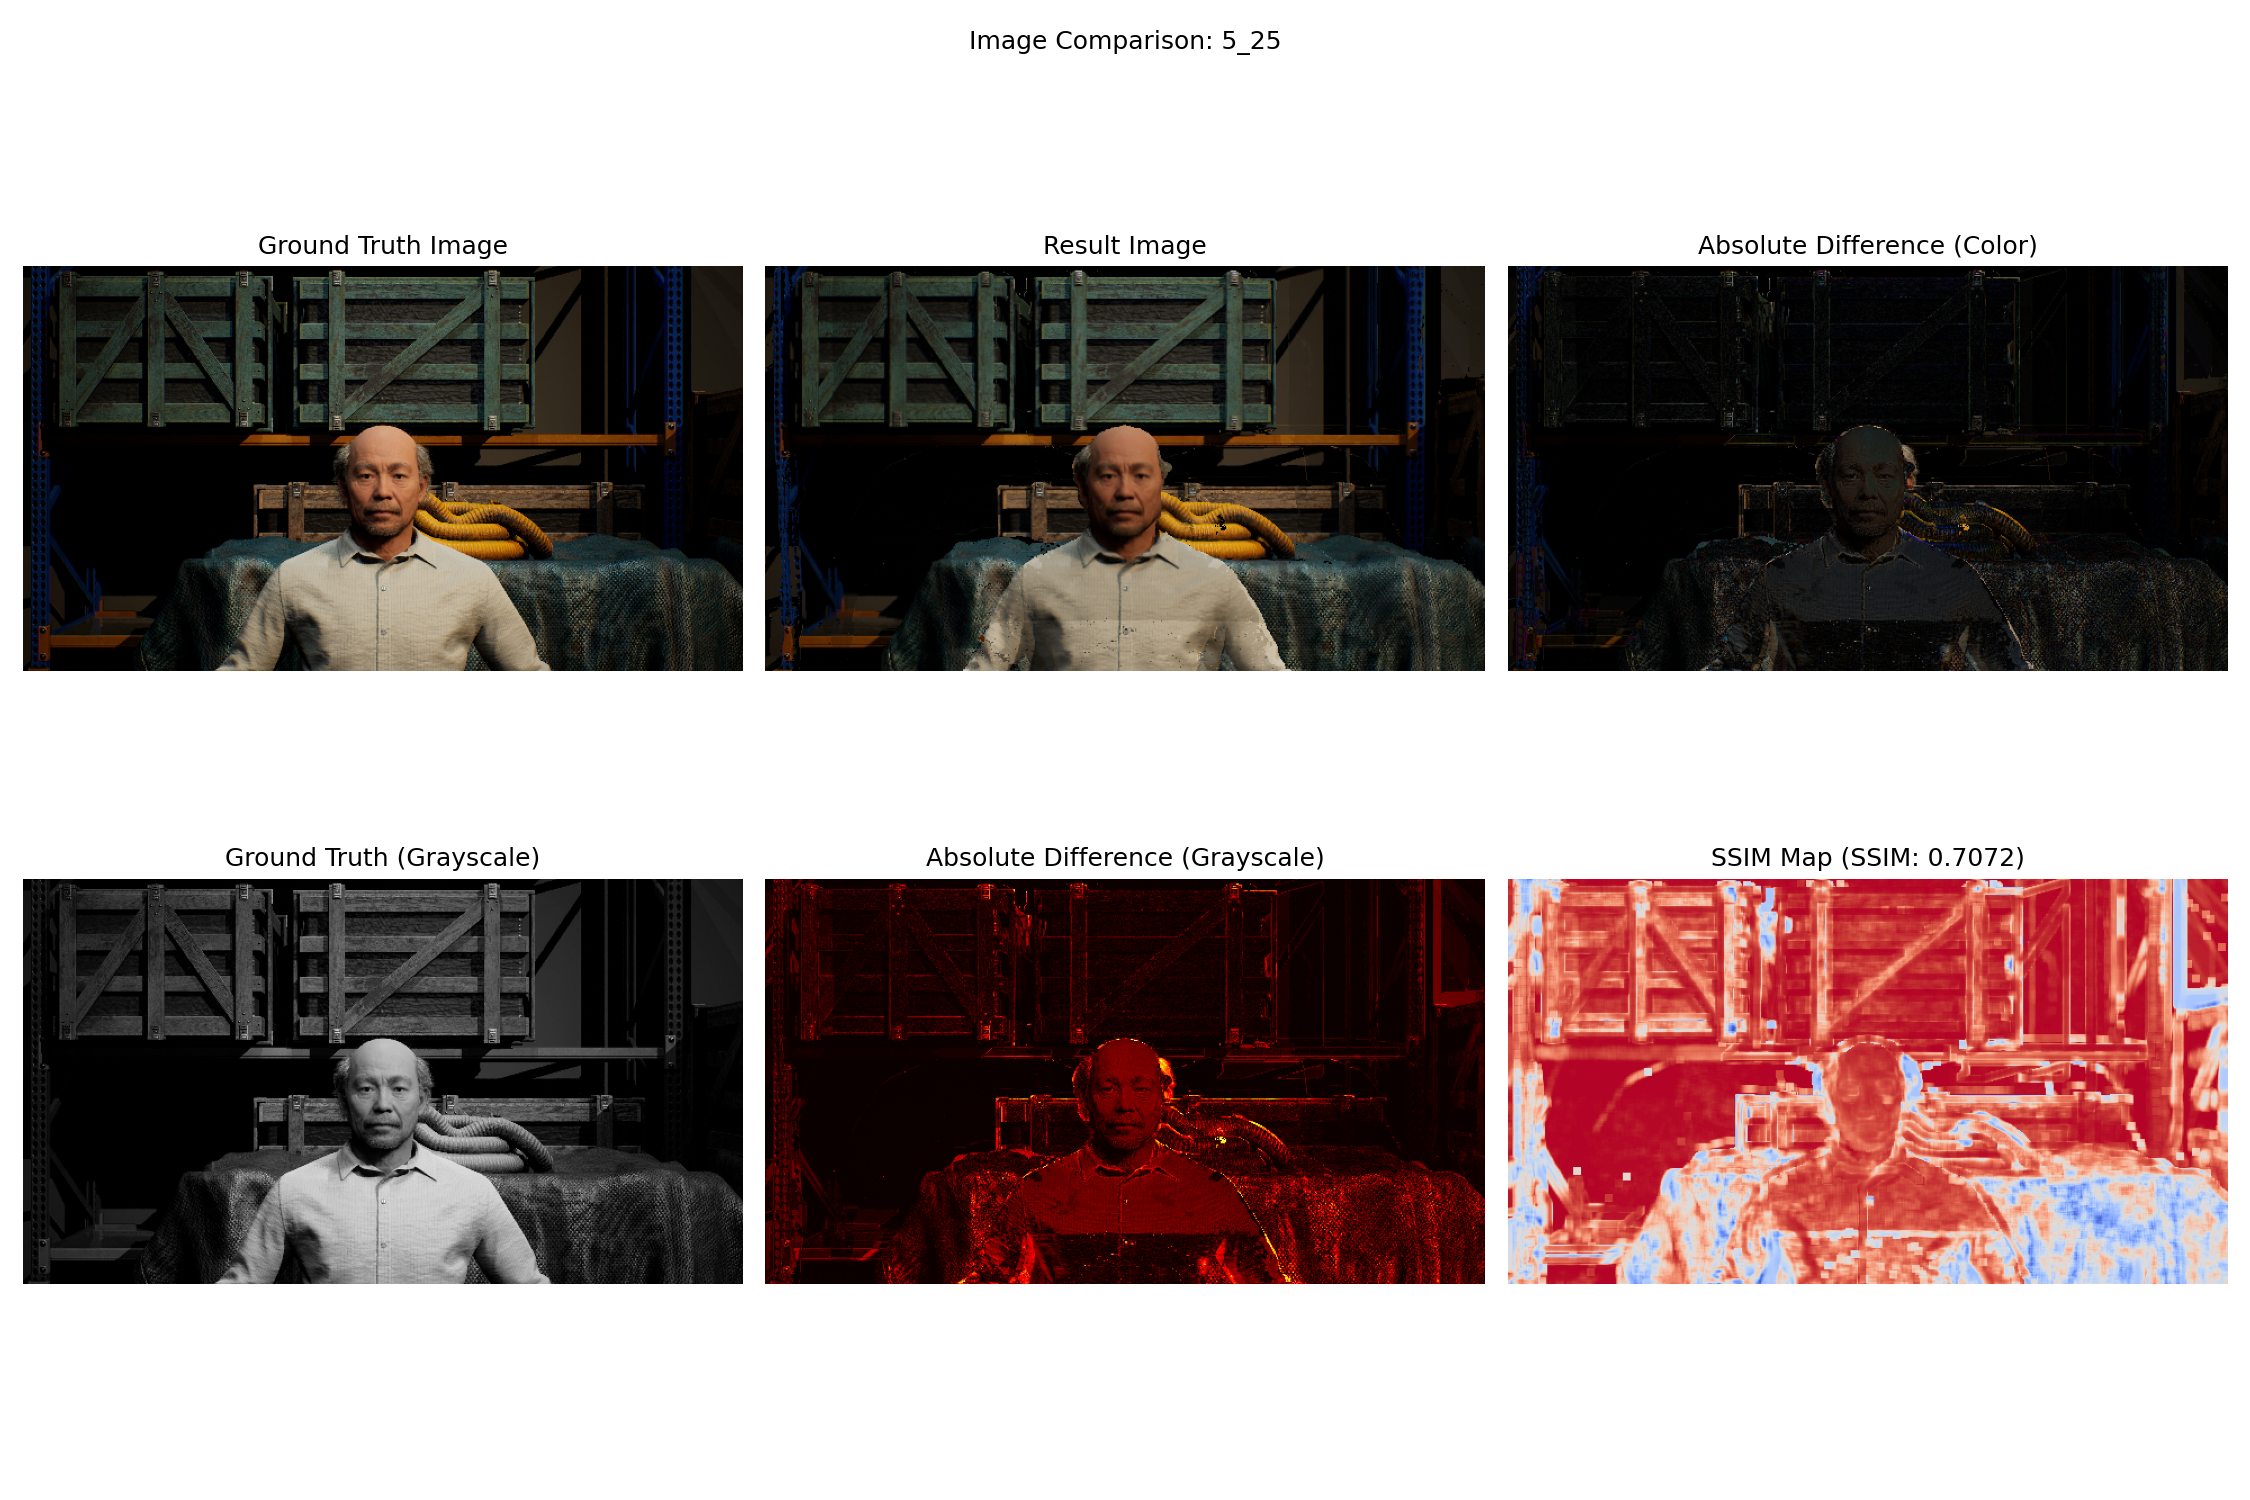 Image Comparison: 5_25
Ground Truth Image
Result Image
Absolute Difference (Color)
Ground Truth (Grayscale)
Absolute Difference (Grayscale)
SSIM Map (SSIM: 0.7072)